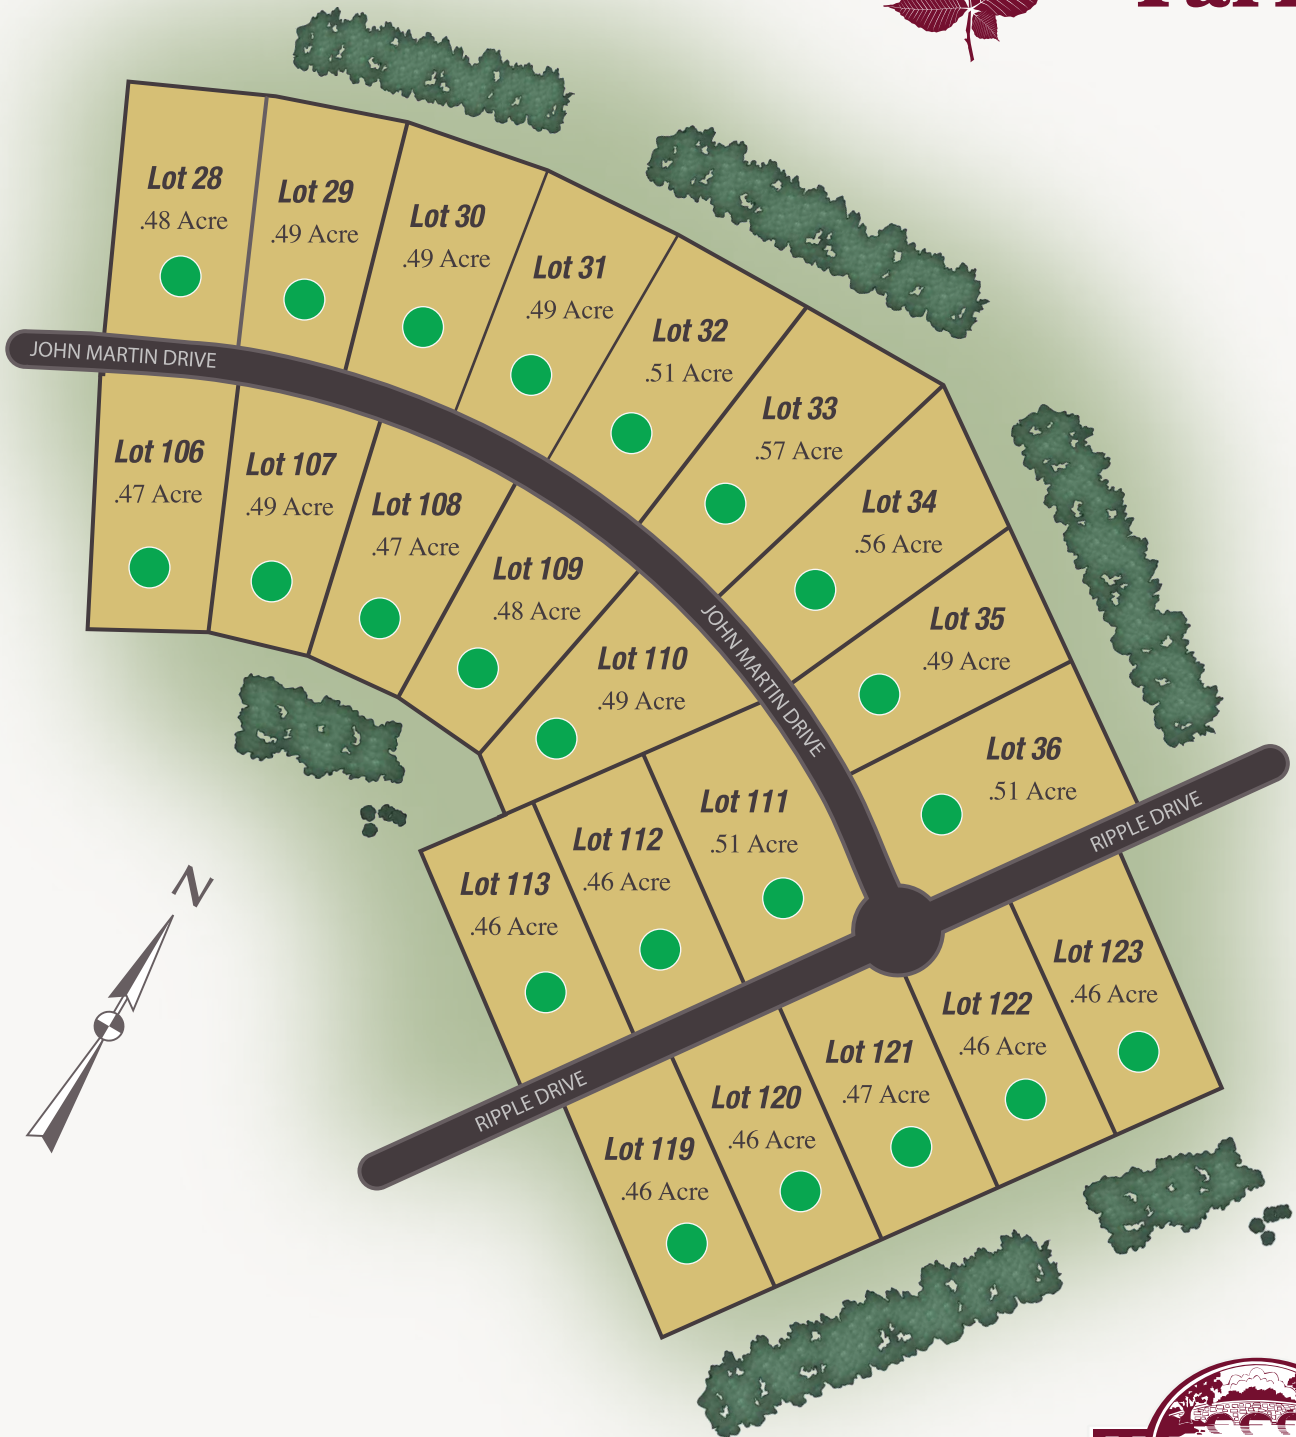 Lot 28
.48 Acre
Lot 29
.49 Acre
Lot 30
.49 Acre
Lot 31
.49 Acre
Lot 32
.51 Acre
Lot 33
.57 Acre
Lot 34
.56 Acre
Lot 35
.49 Acre
Lot 36
.51 Acre
JOHN MARTIN DRIVE
Lot 106
.47 Acre
Lot 107
.49 Acre
Lot 108
.47 Acre
Lot 109
.48 Acre
Lot 110
.49 Acre
JOHN MARTIN DRIVE
Lot 111
.51 Acre
Lot 112
.46 Acre
Lot 113
.46 Acre
RIPPLE DRIVE
N
Lot 123
.46 Acre
Lot 122
.46 Acre
Lot 121
.47 Acre
Lot 120
.46 Acre
Lot 119
.46 Acre
RIPPLE DRIVE